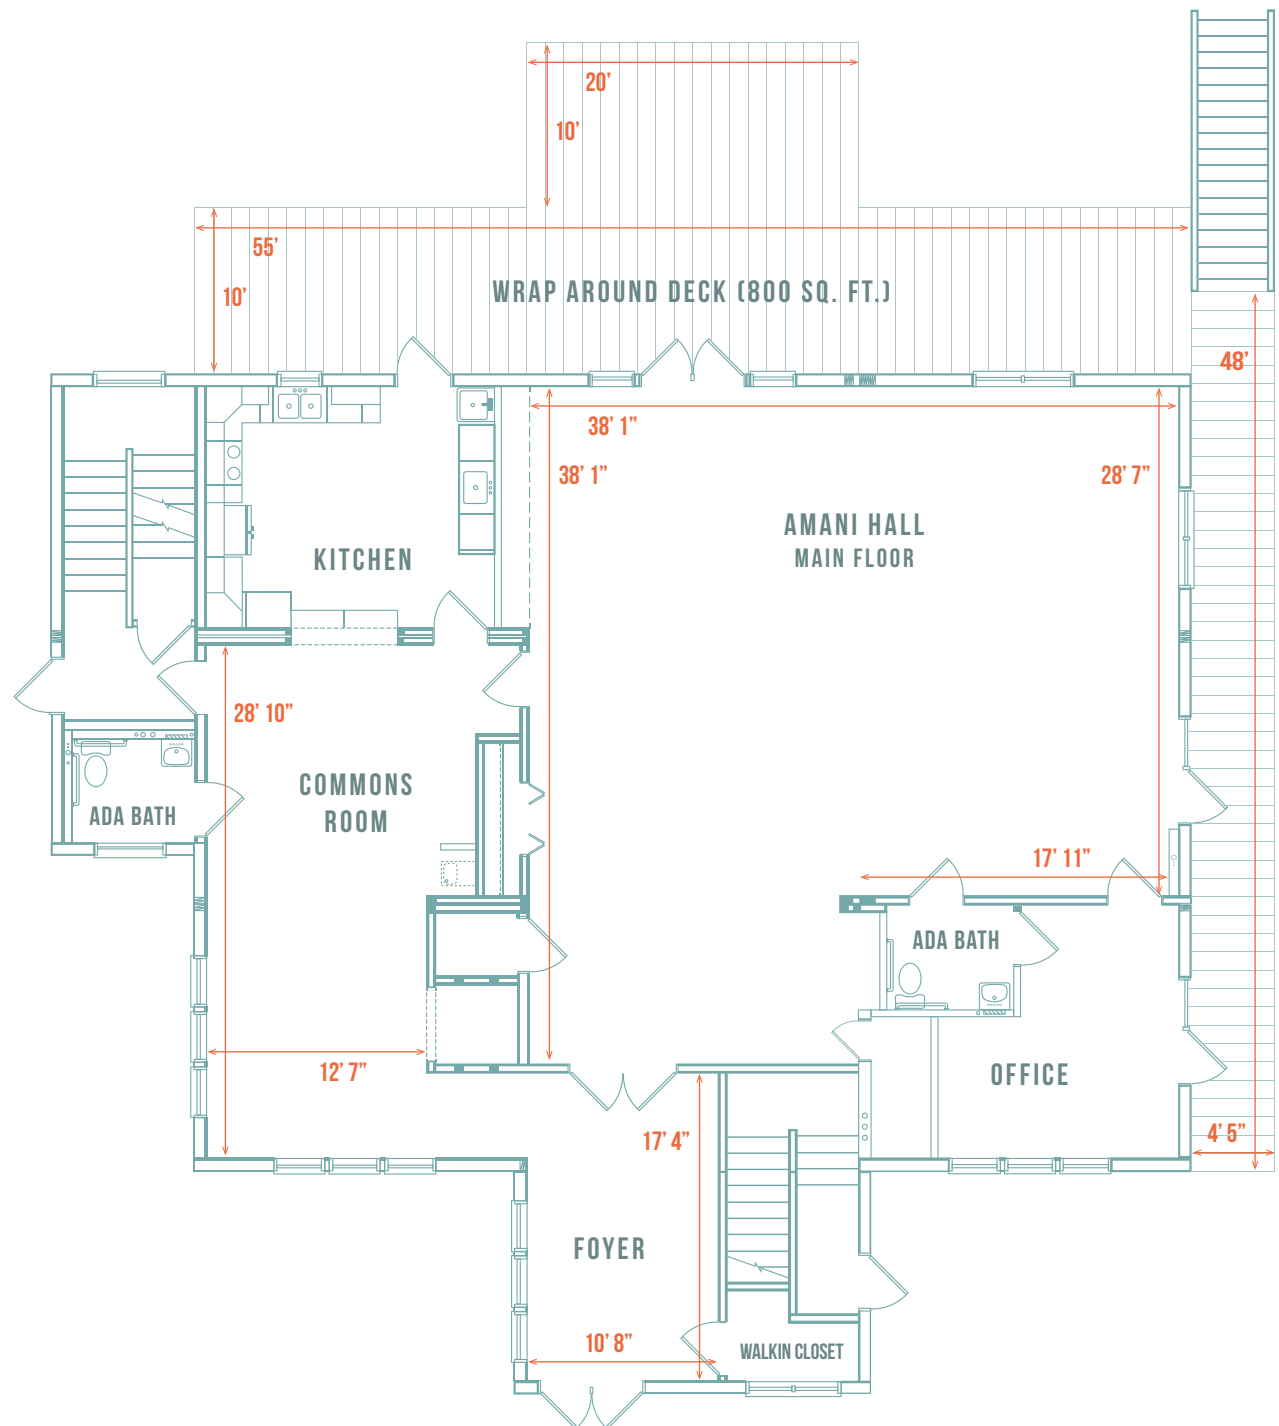 20’
10’
55’
10’
WRAP AROUND DECK (800 SQ. FT.)
48’
38’ 1”
38’ 1”
28’ 7”
AMANI HALL
MAIN FLOOR
KITCHEN
28’ 10”
COMMONS
ROOM
ADA BATH
17’ 11”
ADA BATH
12’ 7”
OFFICE
17’ 4”
4’ 5”
FOYER
10’ 8”
WALKIN CLOSET